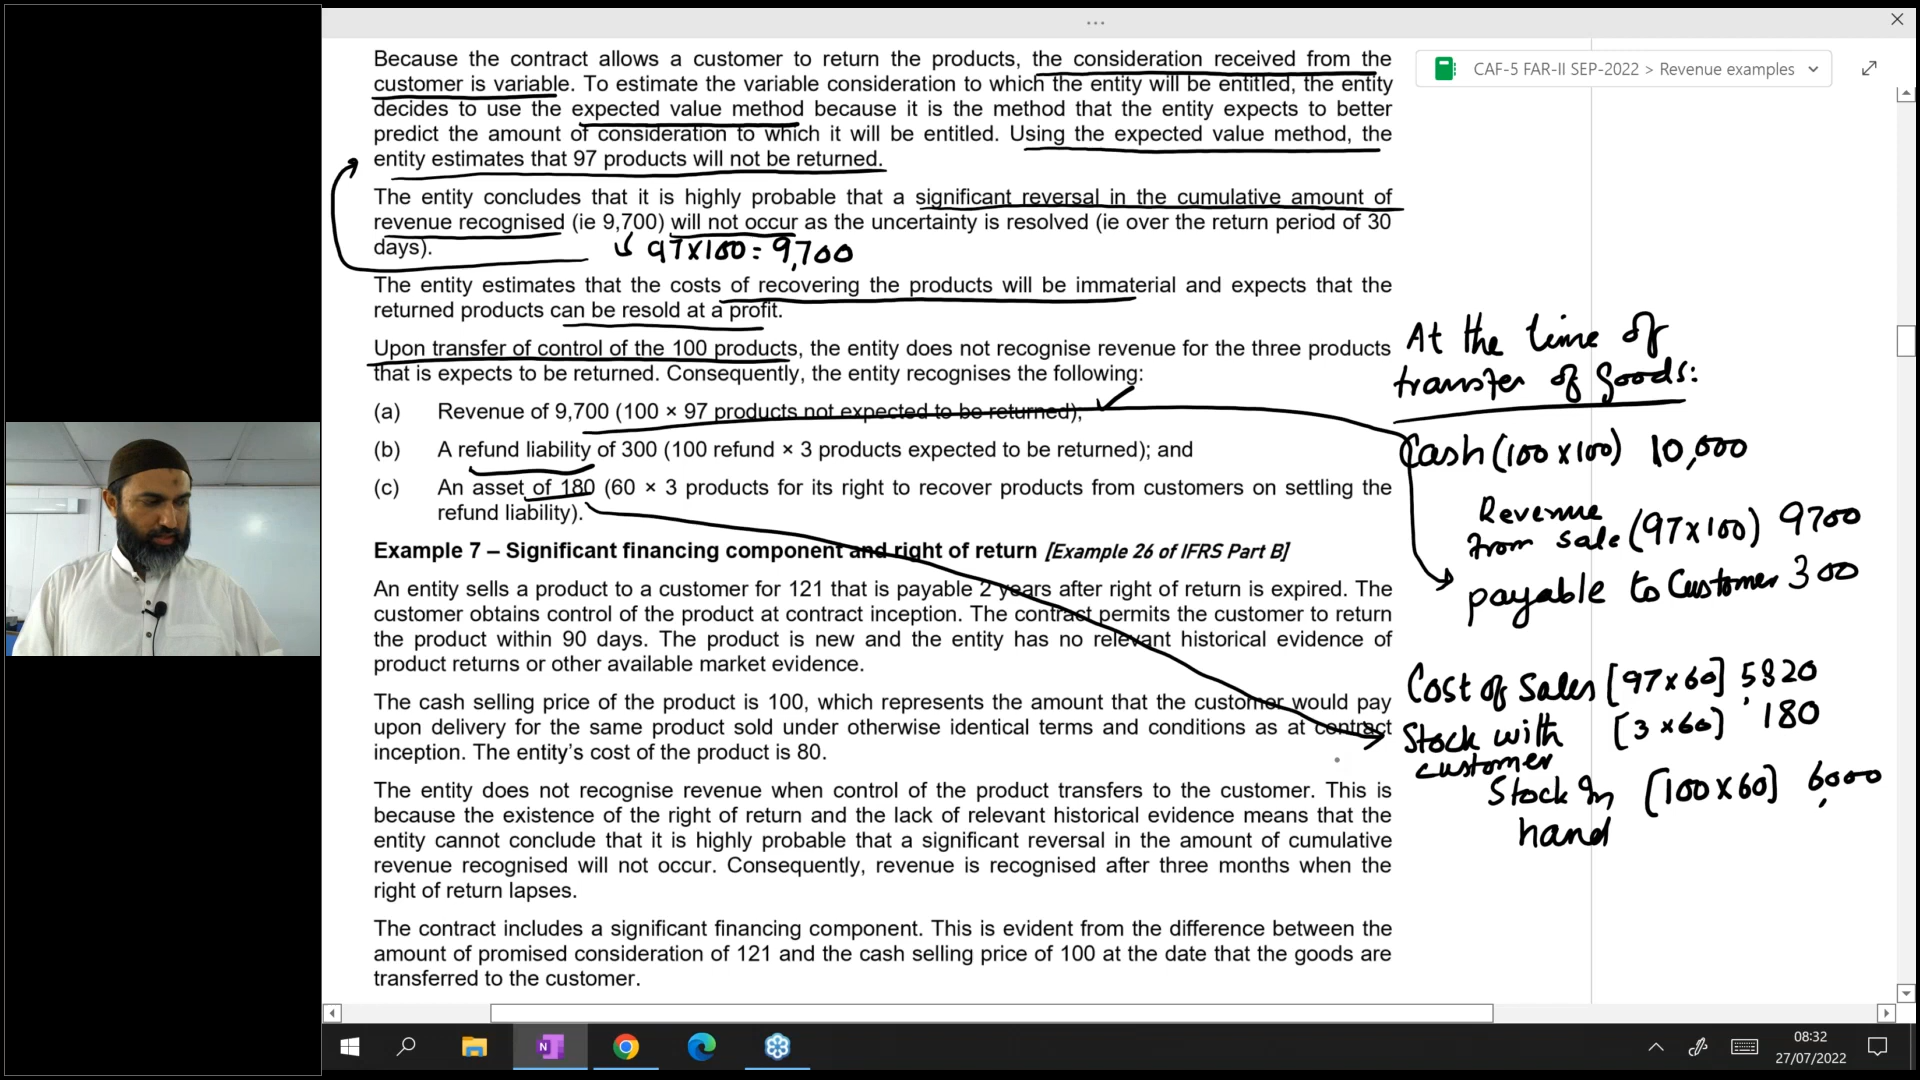 Because the contract allows a customer to return the products, the consideration received from the
customer is variable. To estimate the variable consideration to which the entity will be entitled, the entity
decides to use the expected value method because it is the method that the entity expects to better
predict the amount of consideration to which it will be entitled. Using the expected value method, the
entity estimates that 97 products will not be returned.
The entity concludes that it is highly probable that a significant reversal in the cumulative amount of
revenue recognised (ie 9,700) will not occur as the uncertainty is resolved (ie over the return period of 30
days).
97x100 = 9,700
The entity estimates that the costs of recovering the products will be immaterial and expects that the
returned products can be resold at a profit.
Upon transfer of control of the 100 products, the entity does not recognise revenue for the three products
that is expects to be returned. Consequently, the entity recognises the following:
(a) Revenue of 9,700 (100 × 97 products not expected to be returned);
(b) A refund liability of 300 (100 refund × 3 products expected to be returned); and
(c) An asset of 180 (60 × 3 products for its right to recover products from customers on settling the
refund liability).
Example 7 – Significant financing component and right of return [Example 26 of IFRS Part B]
An entity sells a product to a customer for 121 that is payable 2 years after right of return is expired. The
customer obtains control of the product at contract inception. The contract permits the customer to return
the product within 90 days. The product is new and the entity has no relevant historical evidence of
product returns or other available market evidence.
The cash selling price of the product is 100, which represents the amount that the customer would pay
upon delivery for the same product sold under otherwise identical terms and conditions as at contract
inception. The entity's cost of the product is 80.
The entity does not recognise revenue when control of the product transfers to the customer. This is
because the existence of the right of return and the lack of relevant historical evidence means that the
entity cannot conclude that it is highly probable that a significant reversal in the amount of cumulative
revenue recognised will not occur. Consequently, revenue is recognised after three months when the
right of return lapses.
The contract includes a significant financing component. This is evident from the difference between the
amount of promised consideration of 121 and the cash selling price of 100 at the date that the goods are
transferred to the customer.
CAF-5 FAR-II SEP-2022 > Revenue examples
At the time of
transfer of goods:
Cash (100x100) 10,000
Revenue
from sale (97x100) 9700
payable to Customer 300
Cost of Sales [97x60] 5820
Stock with [3x60] 180
customer
Stock in [100x60] 6000
hand
08:32
27/07/2022